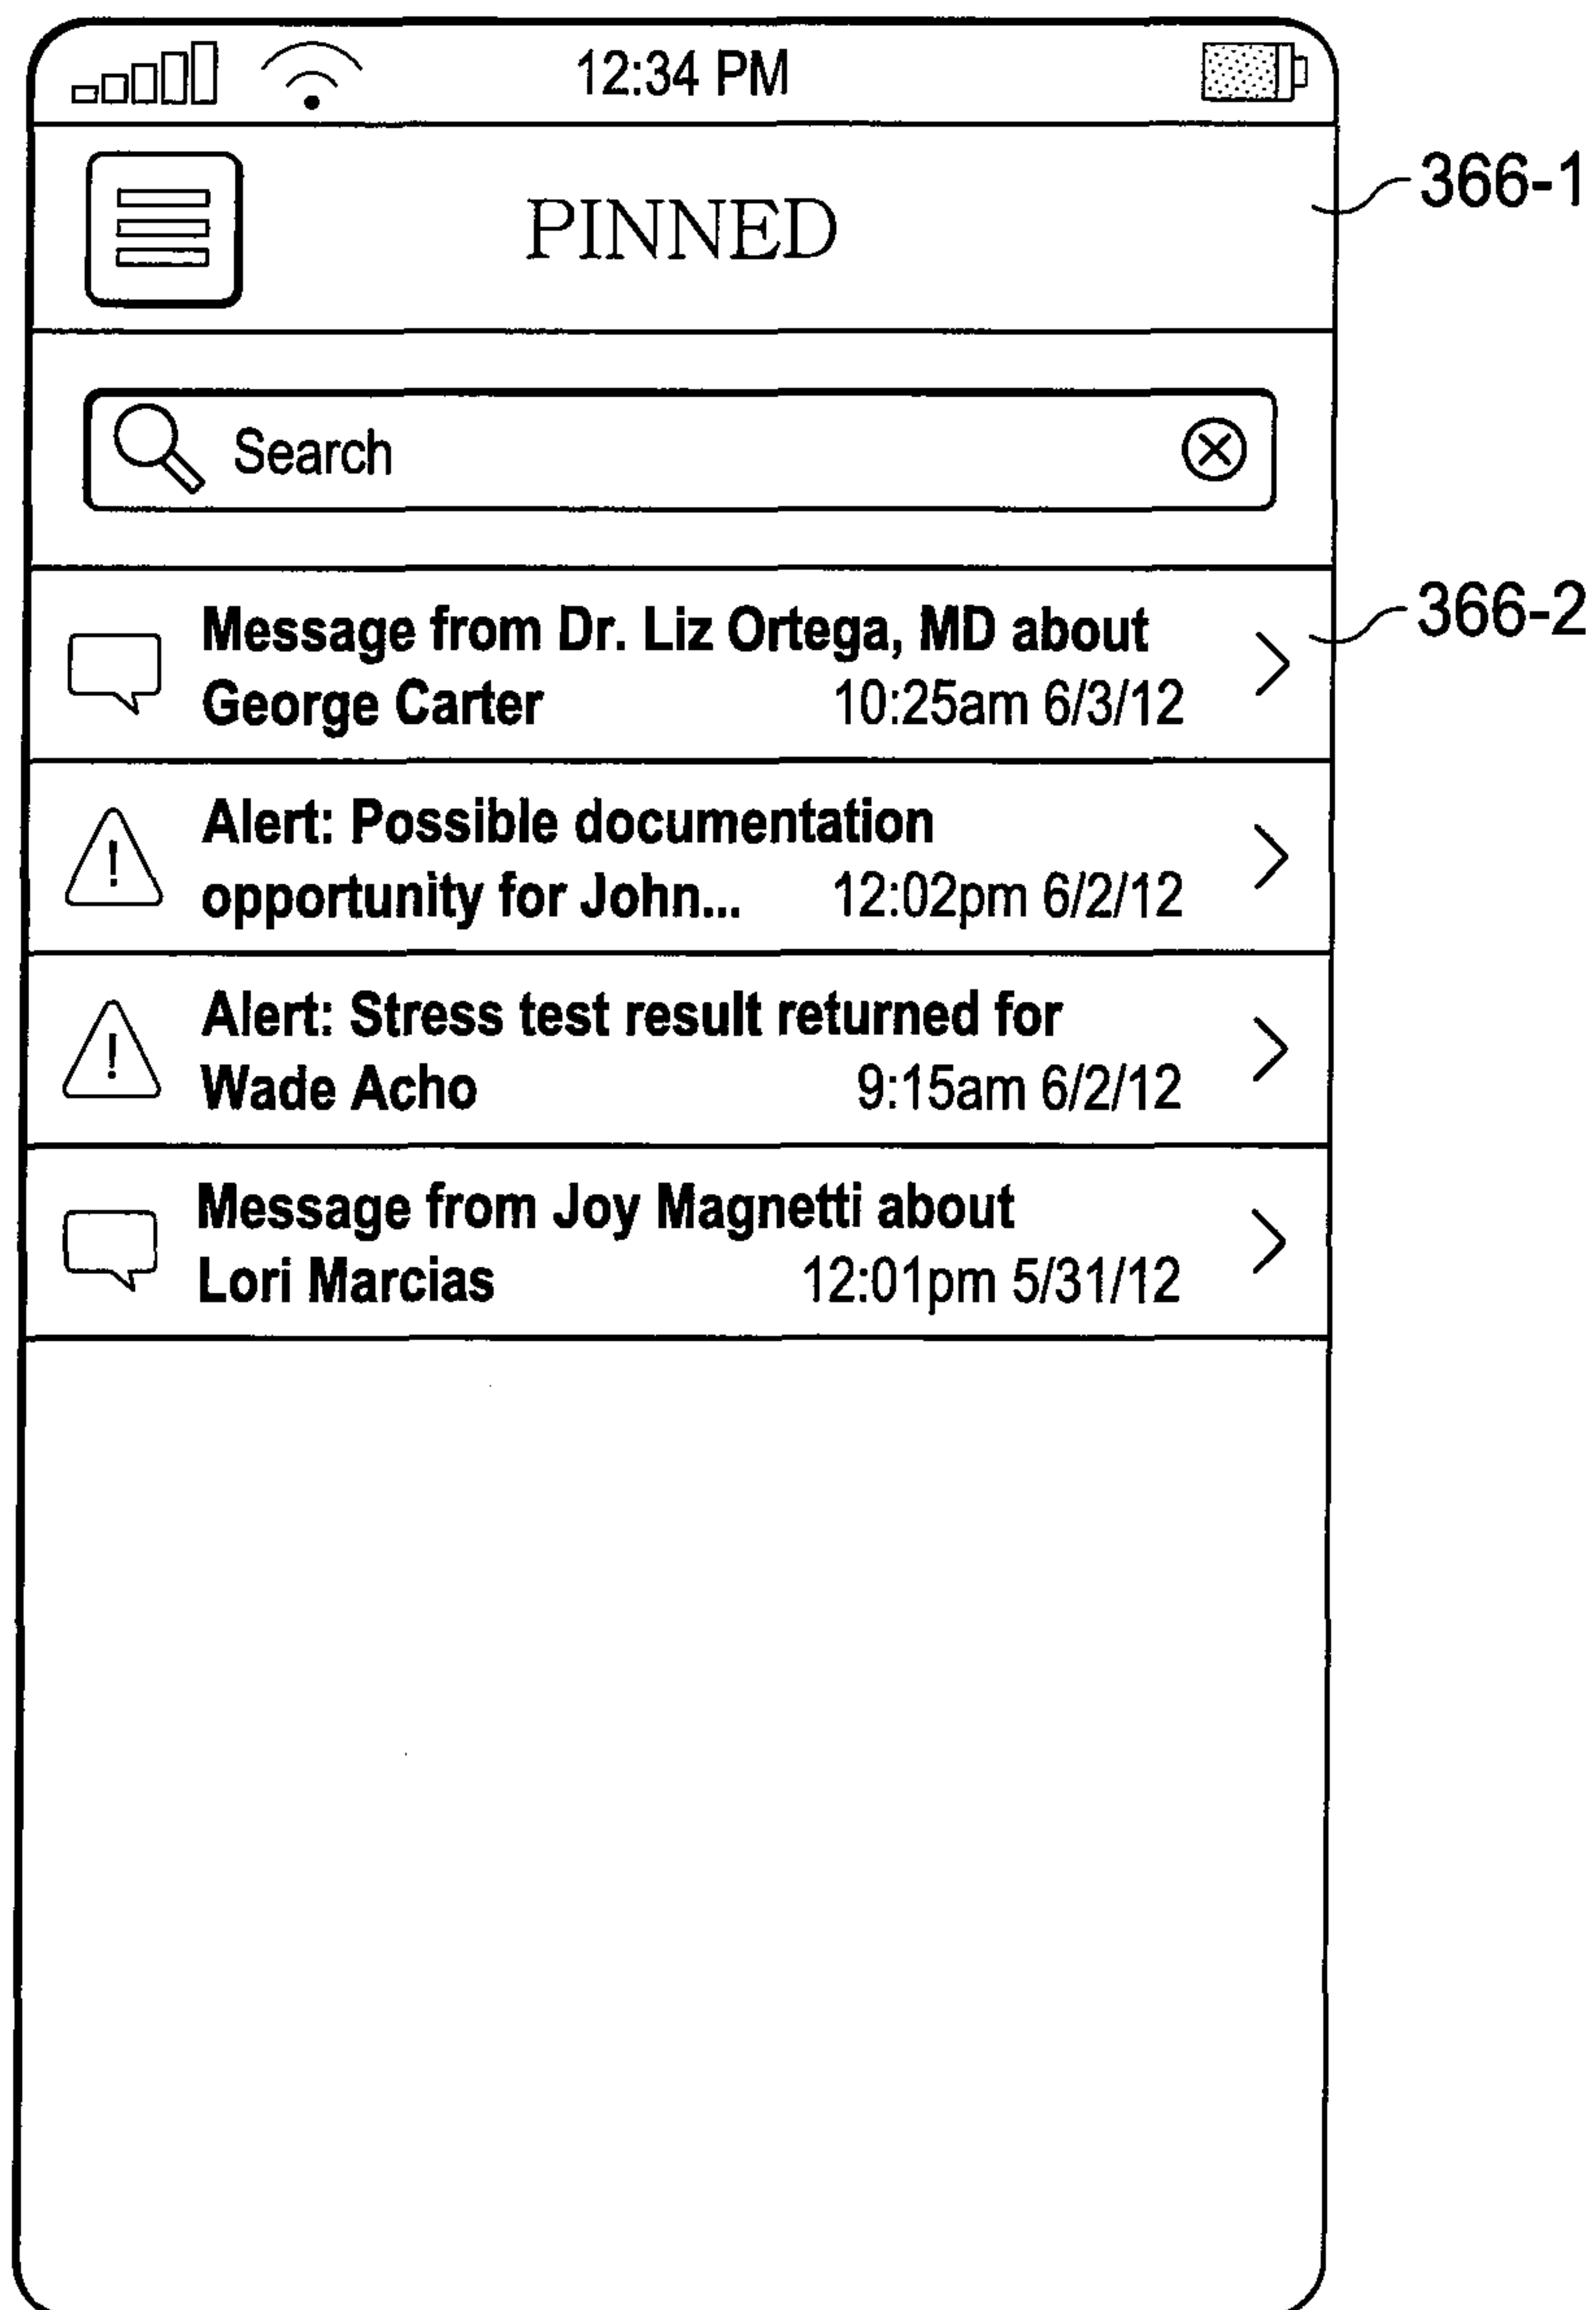 12:34 PM
PINNED
366-1
Search
Message from Dr. Liz Ortega, MD about
George Carter 10:25am 6/3/12
366-2
Alert: Possible documentation
opportunity for John... 12:02pm 6/2/12
Alert: Stress test result returned for
Wade Acho 9:15am 6/2/12
Message from Joy Magnetti about
Lori Marcias 12:01pm 5/31/12